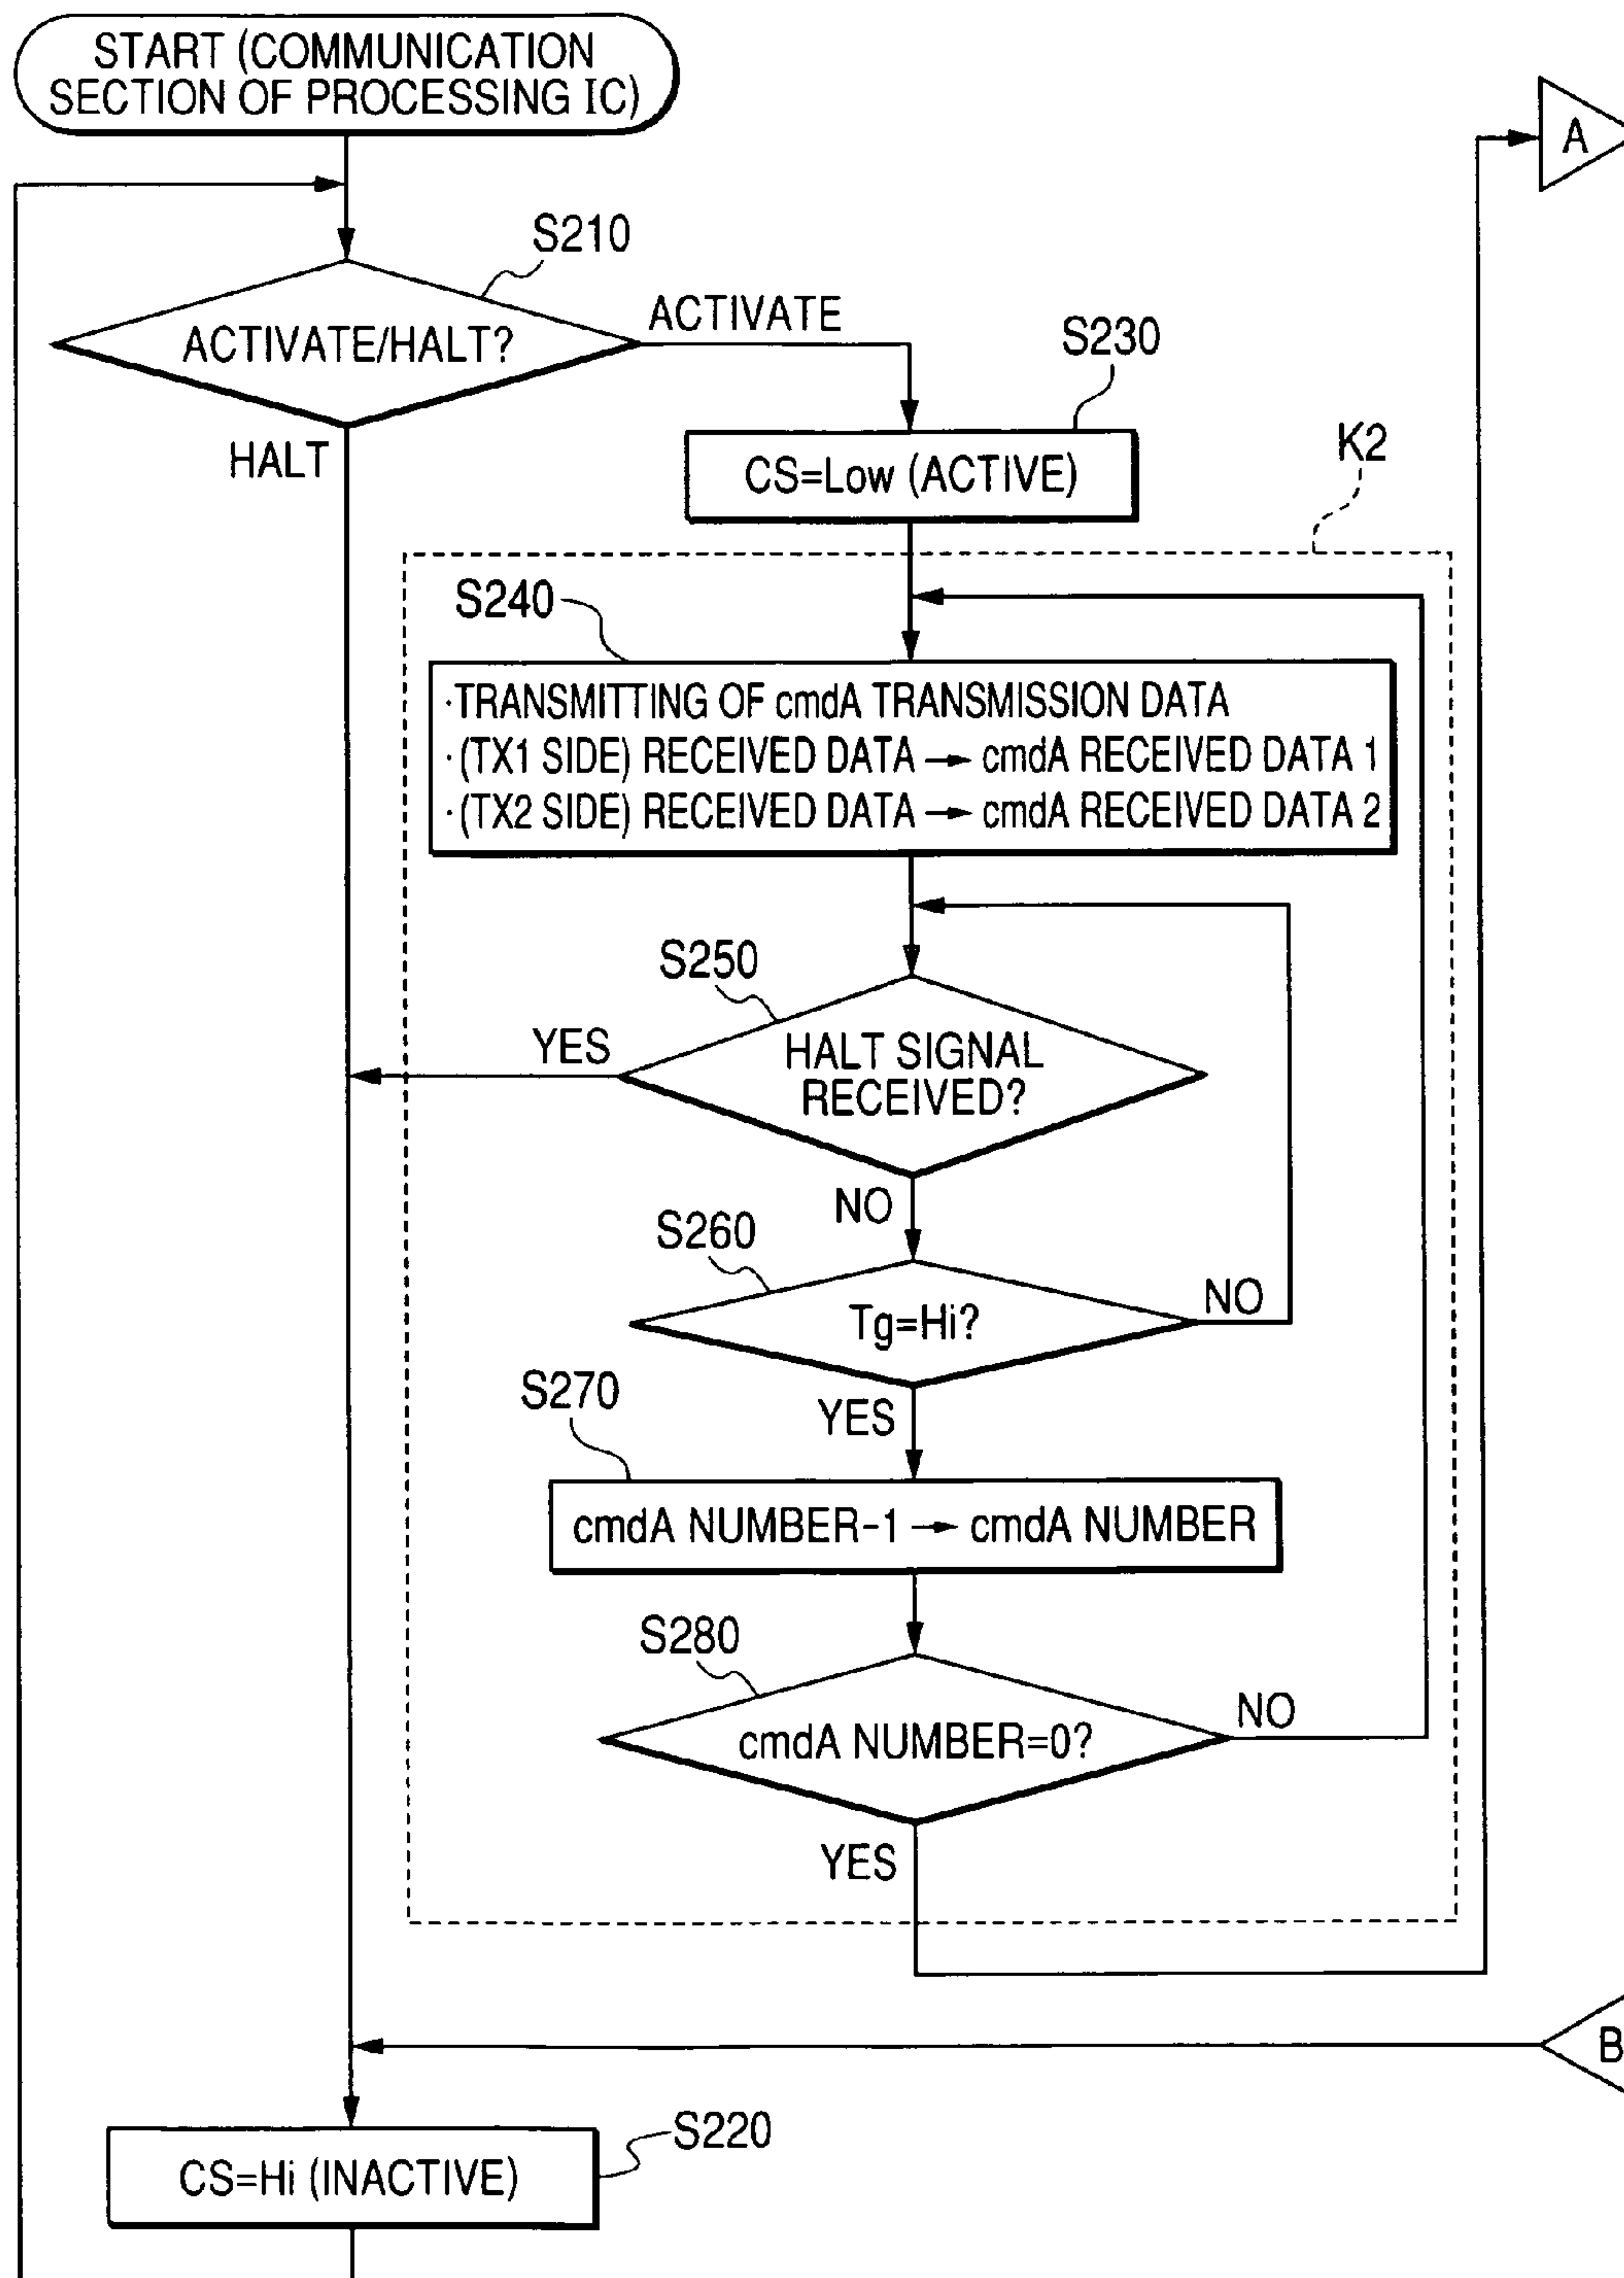 START (COMMUNICATION
SECTION OF PROCESSING IC)
A
S210
ACTIVATE/HALT?
ACTIVATE
HALT
S230
CS=Low (ACTIVE)
K2
S240
·TRANSMITTING OF cmdA TRANSMISSION DATA
·(TX1 SIDE) RECEIVED DATA → cmdA RECEIVED DATA 1
·(TX2 SIDE) RECEIVED DATA → cmdA RECEIVED DATA 2
S250
YES
HALT SIGNAL
RECEIVED?
NO
S260
Tg=Hi?
NO
YES
S270
cmdA NUMBER-1 → cmdA NUMBER
S280
cmdA NUMBER=0?
NO
YES
B
S220
CS=Hi (INACTIVE)